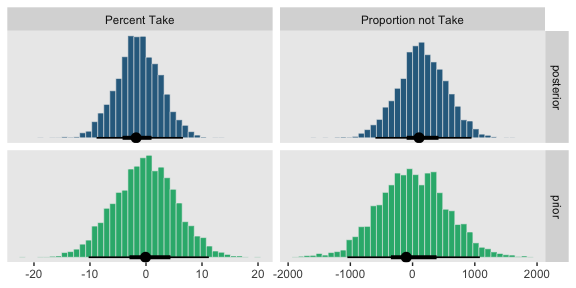 Percent Take
Proportion not Take
posterior
prior
-20 -10 0 10 20
-2000 -1000 0 1000 2000